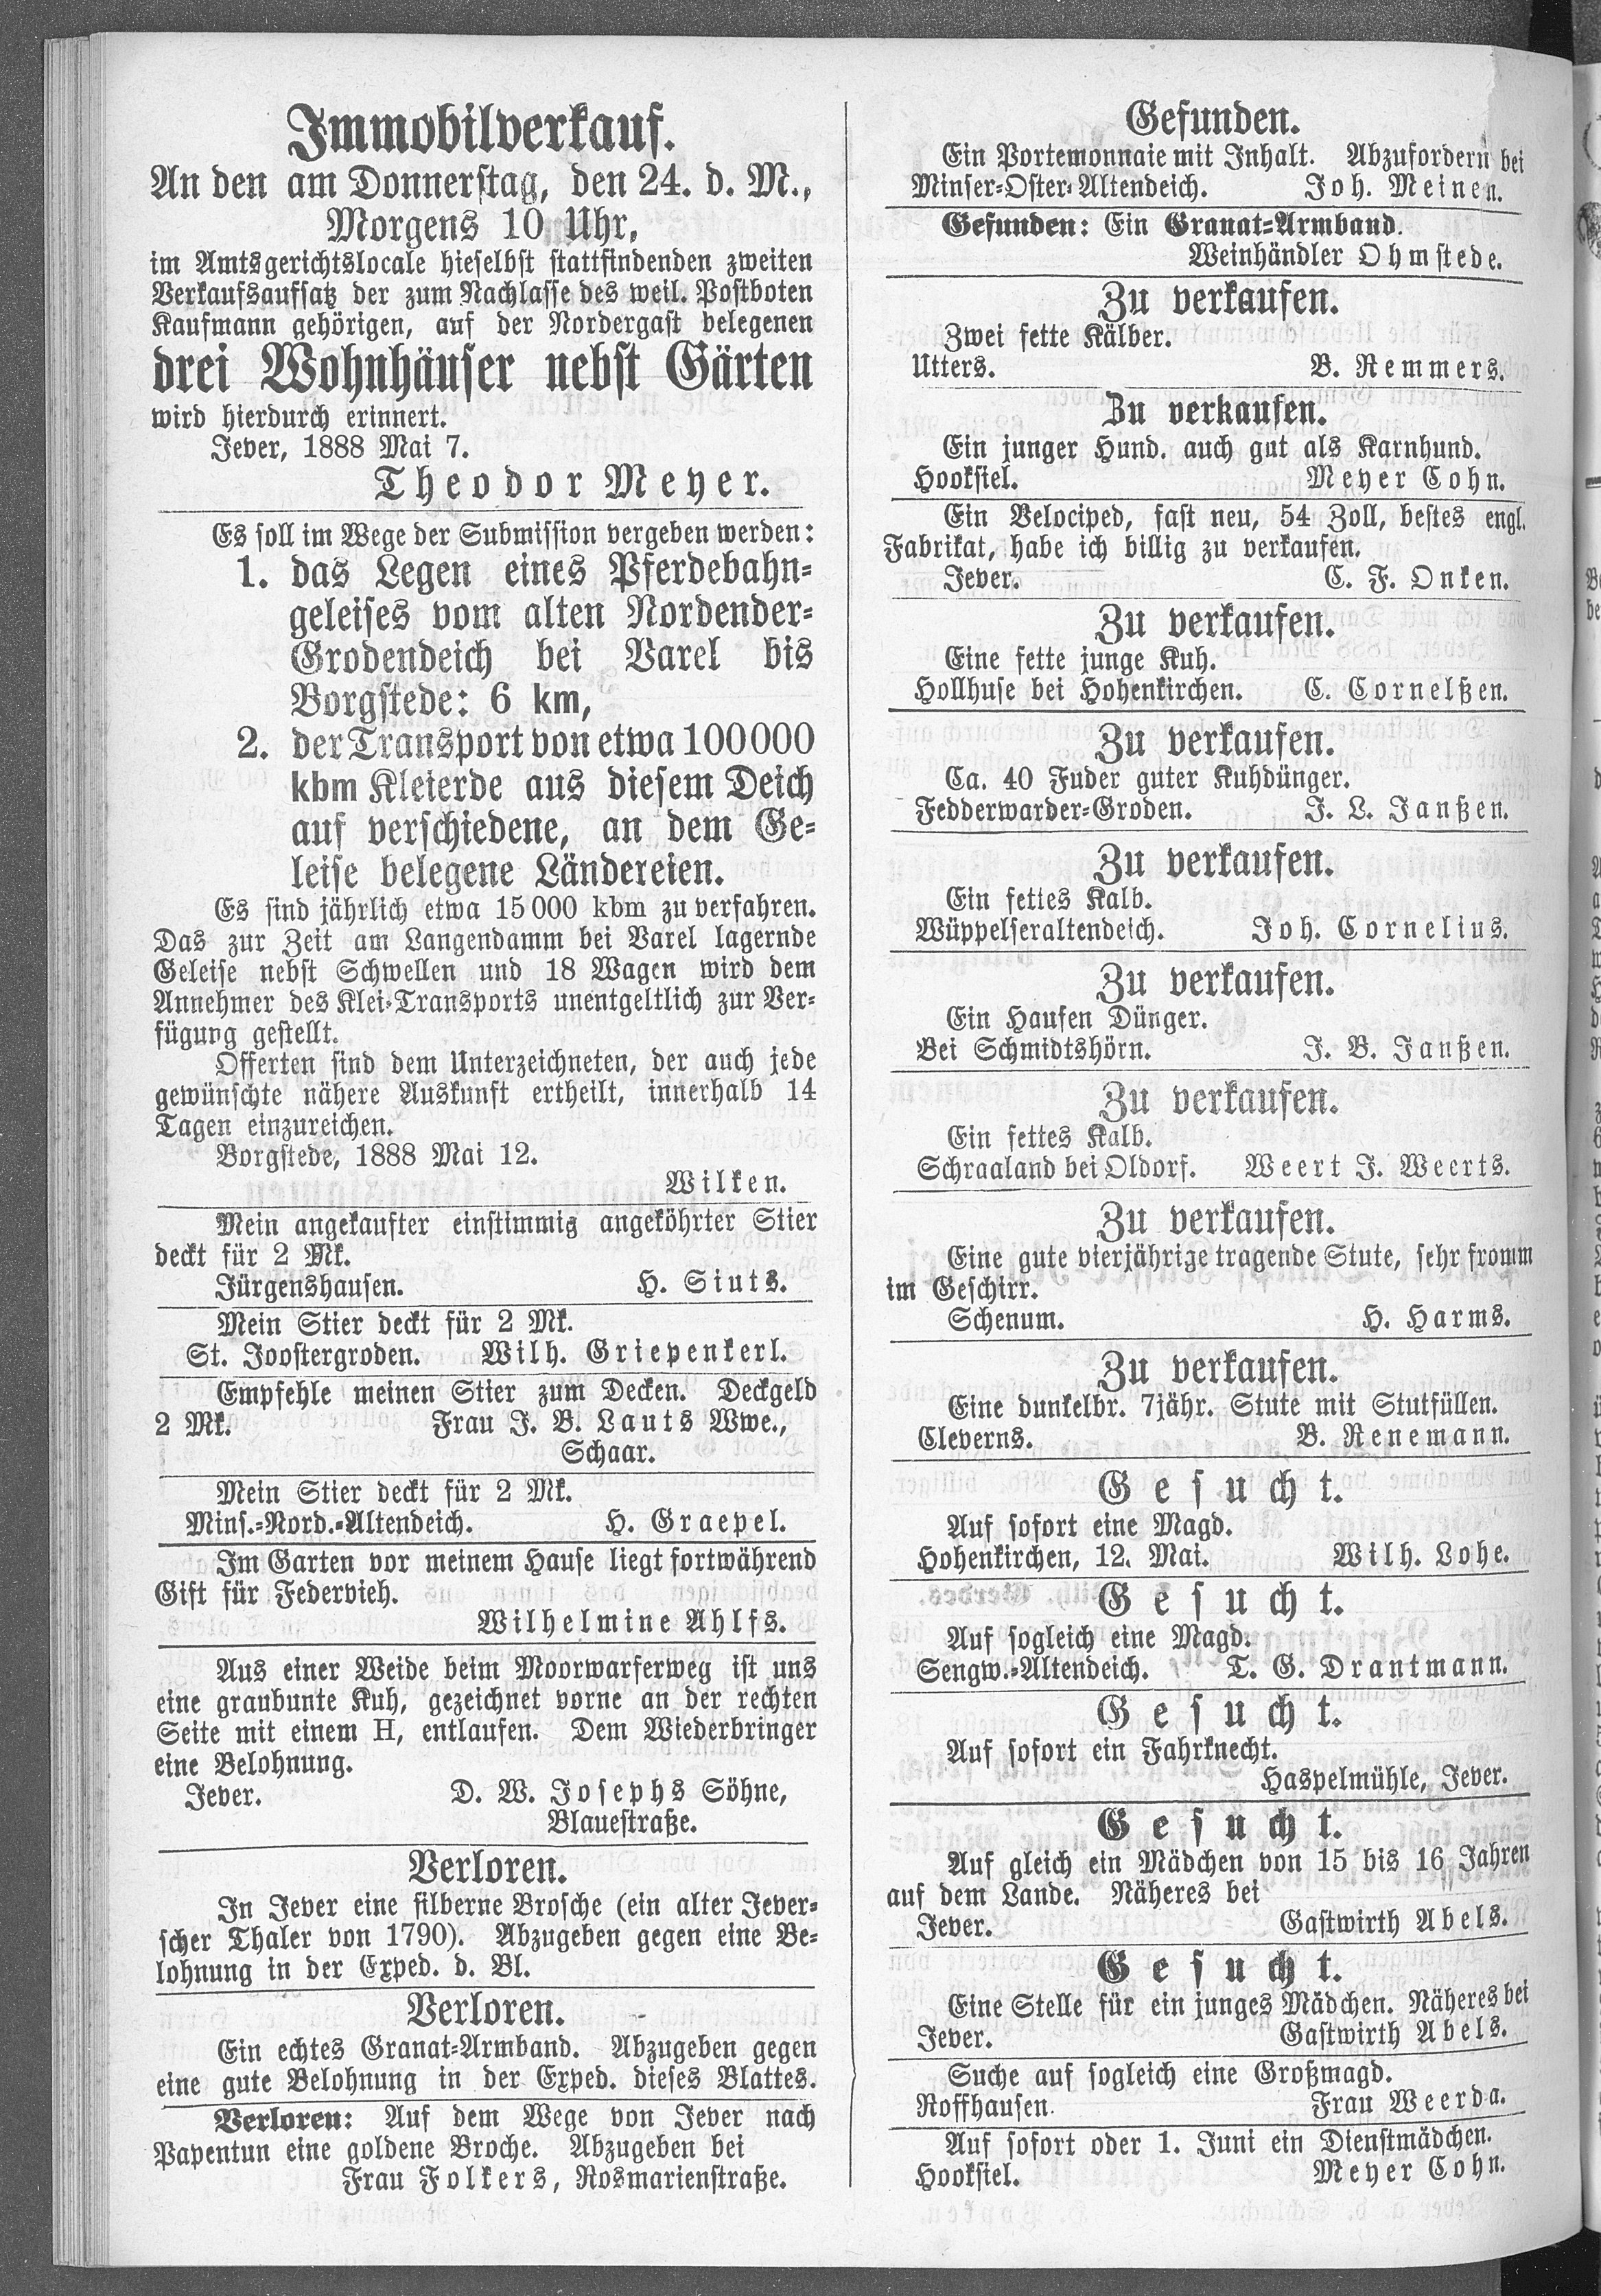 Immobilverkauf.
An den am Donnerstag, den 24. d. M.,
Morgens 10 Uhr,
im Amtsgerichtslocale hieselbst stattfindenden zweiten
Verkaufsaufsatz der zum Nachlasse des weil. Postboten
Kaufmann gehörigen, auf der Nordergast belegenen
drei Wohnhäuser nebst Gärten
wird hierdurch erinnert.
Jever, 1888 Mai 7.
Theodor Meyer.
Es soll im Wege der Submission vergeben werden:
1. das Legen eines Pferdebahn-
geleises vom alten Nordender-
Grodendeich bei Varel bis
Borgstede: 6 km,
2. der Transport von etwa 100000
kbm Kleierde aus diesem Deich
auf verschiedene, an dem Ge-
leise belegene Ländereien.
Es sind jährlich etwa 15000 kbm zu verfahren.
Das zur Zeit am Langendamm bei Varel lagernde
Geleise nebst Schwellen und 18 Wagen wird dem
Annehmer des Klei-Transports unentgeltlich zur Ver-
fügung gestellt.
Offerten sind dem Unterzeichneten, der auch jede
gewünschte nähere Auskunft ertheilt, innerhalb 14
Tagen einzureichen.
Borgstede, 1888 Mai 12.
Wilken.
Mein angekaufter einstimmig angeköhrter Stier
deckt für 2 Mk.
Jürgenshausen. H. Siuts.
Mein Stier deckt für 2 Mk.
St. Joostergroden. Wilh. Griepenkerl.
Empfehle meinen Stier zum Decken. Deckgeld
2 Mk. Frau J. B. Lauts Wwe.,
Schaar.
Mein Stier deckt für 2 Mk.
Mins.-Nord.-Altendeich. H. Graepel.
Im Garten vor meinem Hause liegt fortwährend
Gift für Federvieh.
Wilhelmine Ahlfs.
Aus einer Weide beim Moorwarferweg ist uns
eine graubunte Kuh, gezeichnet vorne an der rechten
Seite mit einem H, entlaufen. Dem Wiederbringer
eine Belohnung.
Jever. D. W. Josephs Söhne,
Blauestraße.
Verloren.
In Jever eine silberne Brosche (ein alter Jever-
scher Thaler von 1790). Abzugeben gegen eine Be-
lohnung in der Exped. d. Bl.
Verloren.
Ein echtes Granat-Armband. Abzugeben gegen
eine gute Belohnung in der Exped. dieses Blattes.
Verloren: Auf dem Wege von Jever nach
Papentun eine goldene Broche. Abzugeben bei
Frau Folkers, Rosmarienstraße.
Gefunden.
Ein Portemonnaie mit Inhalt. Abzufordern bei
Minser-Oster-Altendeich. Joh. Meinen.
Gefunden: Ein Granat-Armband.
Weinhändler Ohmstede.
Zu verkaufen.
Zwei fette Kälber.
Utters. B. Remmers.
Zu verkaufen.
Ein junger Hund, auch gut als Karnhund.
Hooksiel. Meyer Cohn.
Ein Velociped, fast neu, 54 Zoll, bestes engl.
Fabrikat, habe ich billig zu verkaufen.
Jever. C. F. Onken.
Zu verkaufen.
Eine fette junge Kuh.
Hollhuse bei Hohenkirchen. C. Cornelßen.
Zu verkaufen.
Ca. 40 Fuder guter Kuhdünger.
Fedderwarder-Groden. J. L. Janßen.
Zu verkaufen.
Ein fettes Kalb.
Wüppelseraltendeich. Joh. Cornelius.
Zu verkaufen.
Ein Haufen Dünger.
Bei Schmidtshörn. J. B. Janßen.
Zu verkaufen.
Ein fettes Kalb.
Schraaland bei Oldorf. Weert J. Weerts.
Zu verkaufen.
Eine gute vierjährige tragende Stute, sehr fromm
im Geschirr.
Schenum. H. Harms.
Zu verkaufen.
Eine dunkelbr. 7jähr. Stute mit Stutfüllen.
Cleverns. B. Renemann.
Gesucht.
Auf sofort eine Magd.
Hohenkirchen, 12. Mai. Wilh. Lohe.
Gesucht.
Auf sogleich eine Magd.
Sengw.-Altendeich. T. G. Drantmann.
Gesucht.
Auf sofort ein Fahrknecht.
Haspelmühle, Jever.
Gesucht.
Auf gleich ein Mädchen von 15 bis 16 Jahren
auf dem Lande. Näheres bei
Jever. Gastwirth Abels.
Gesucht.
Eine Stelle für ein junges Mädchen. Näheres bei
Jever. Gastwirth Abels.
Suche auf sogleich eine Großmagd.
Roffhausen. Frau Weerda.
Auf sofort oder 1. Juni ein Dienstmädchen.
Hooksiel. Meyer Cohn.